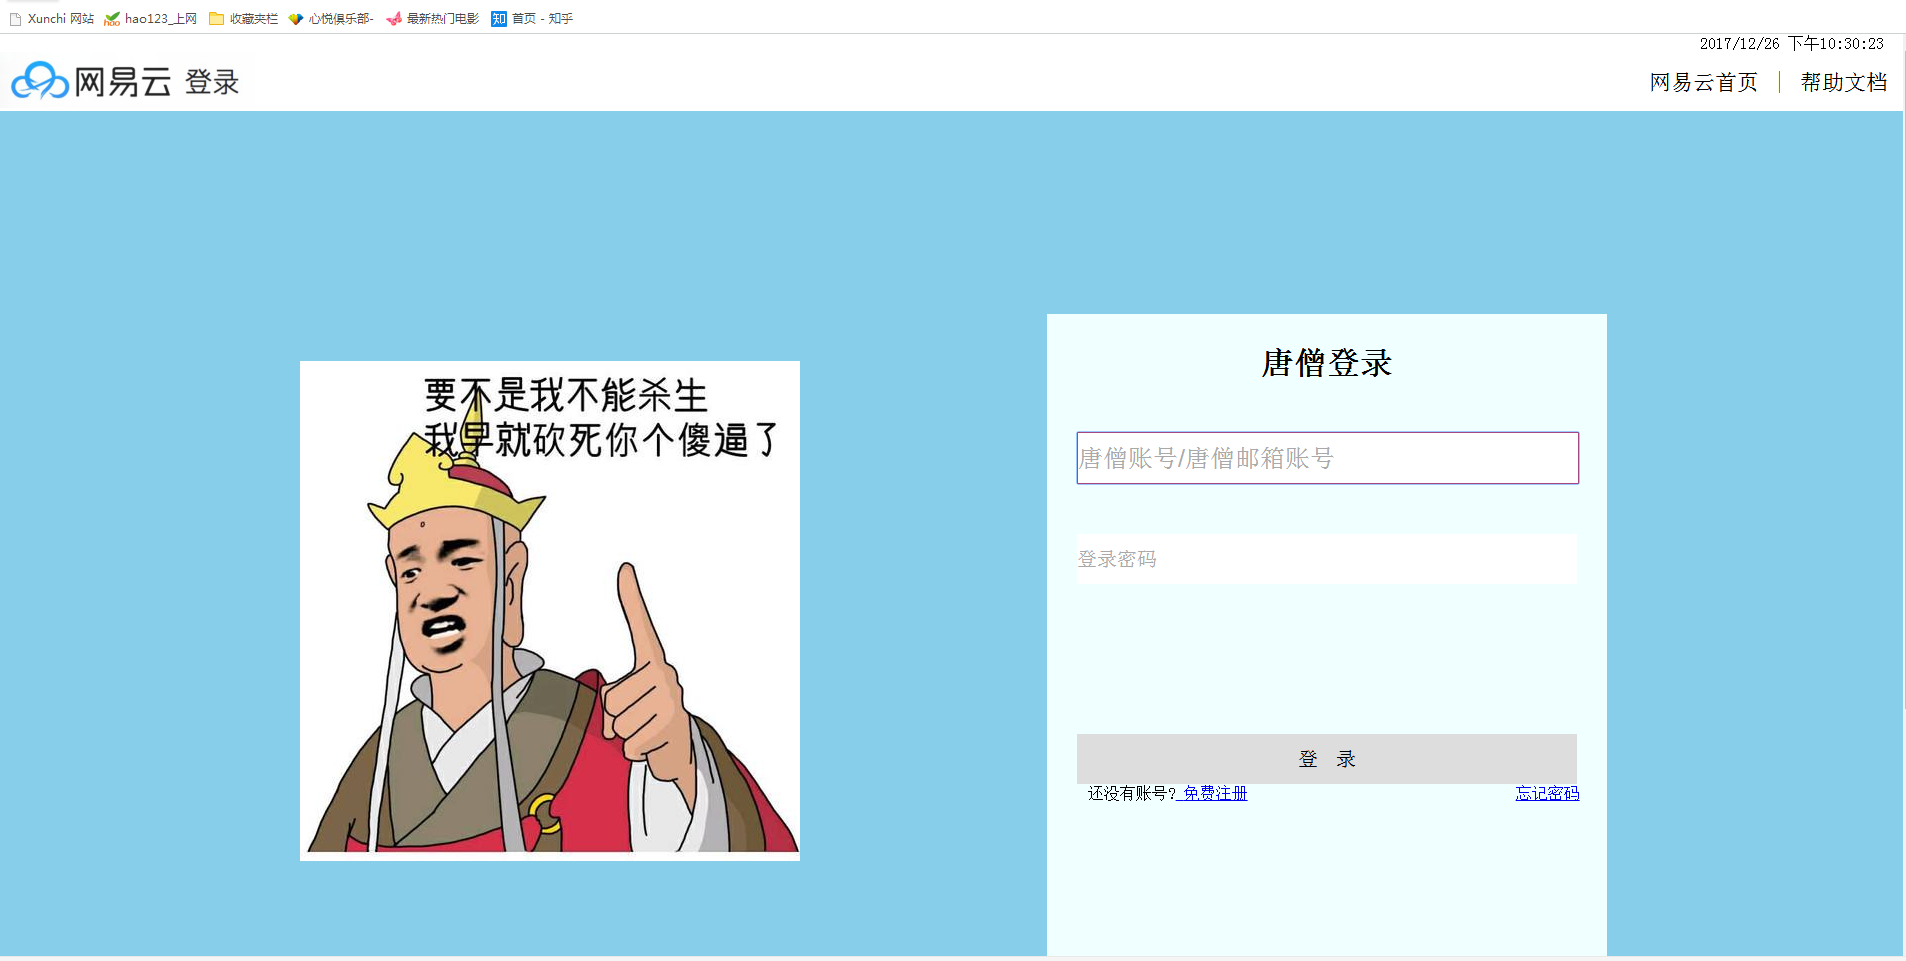 Xunchi 网站 hao123_上网 收藏夹栏 心悦俱乐部- 最新热门电影 知 首页 - 知乎
2017/12/26 下午10:30:23
网易云 登录
网易云首页 | 帮助文档
要不是我不能杀生
我早就砍死你个傻逼了
唐僧登录
唐僧账号/唐僧邮箱账号
登录密码
登 录
还没有账号? 免费注册 忘记密码